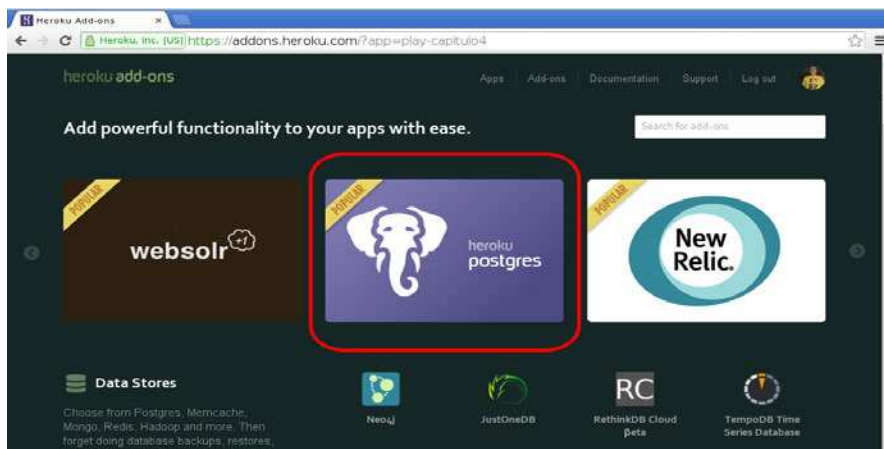 Heroku Add-ons
Heroku, Inc. [US] https://addons.heroku.com/?app=play-capitulo4
heroku add-ons
Apps Add-ons Documentation Support Log out
Add powerful functionality to your apps with ease.
Search for add-ons
POPULAR
websolr +1
POPULAR
heroku
postgres
POPULAR
New
Relic.
Data Stores
Choose from Postgres, Memcache,
Mongo, Redis, Hadoop and more. Then
forget doing database backups, restores,
Neo4j
JustOneDB
RC
RethinkDB Cloud
βeta
TempoDB Time
Series Database